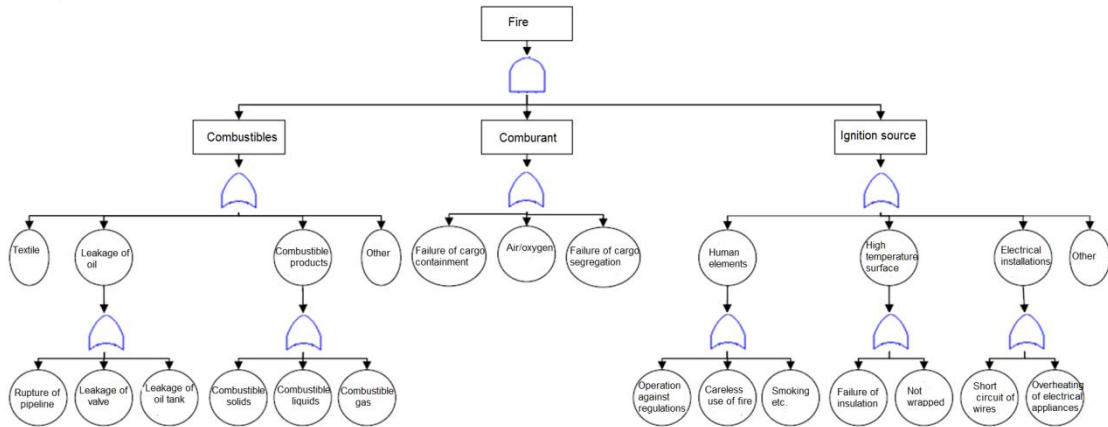 Fire
Combustibles
Comburant
Ignition source
Textile
Leakage of
oil
Combustible
products
Other
Failure of cargo
containment
Air/oxygen
Failure of cargo
segregation
Human
elements
High
temperature
surface
Electrical
installations
Other
Rupture of
pipeline
Leakage of
valve
Leakage of
oil tank
Combustible
solids
Combustible
liquids
Combustible
gas
Operation
against
regulations
Careless
use of fire
Smoking
etc.
Failure of
insulation
Not
wrapped
Short
circuit of
wires
Overheating
of electrical
appliances